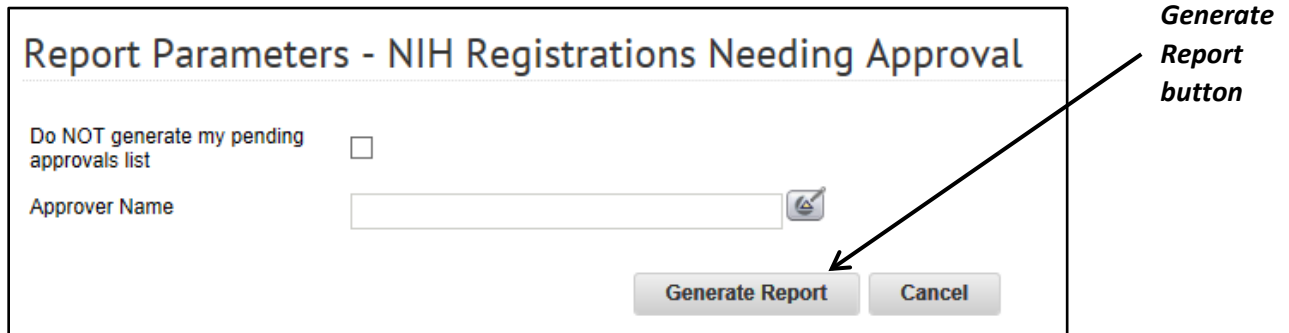 Report Parameters - NIH Registrations Needing Approval
Do NOT generate my pending
approvals list
Approver Name
Generate Report
Cancel
Generate
Report
button